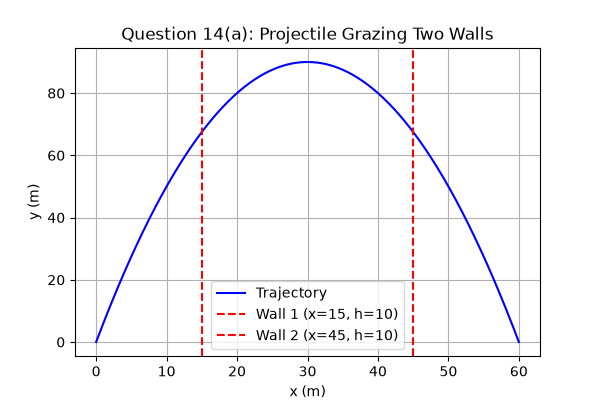 Question 14(a): Projectile Grazing Two Walls
y (m)
80
60
40
20
0
Trajectory
Wall 1 (x=15, h=10)
Wall 2 (x=45, h=10)
0 10 20 30 40 50 60
x (m)